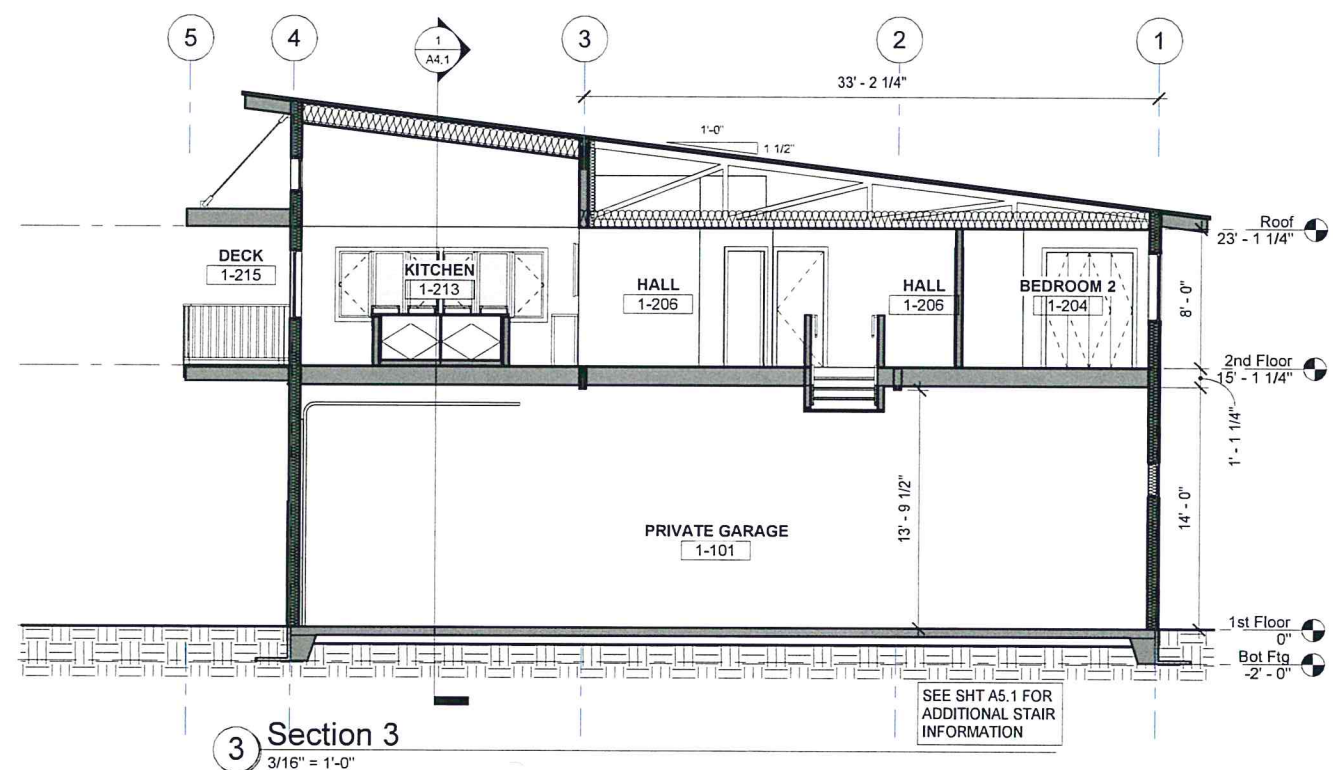 5
4
1
A4.1
3
2
1
33' - 2 1/4"
1'-0"
1 1/2"
Roof
23' - 1 1/4"
DECK
1-215
KITCHEN
1-213
HALL
1-206
HALL
1-206
BEDROOM 2
1-204
8' - 0"
2nd Floor
15' - 1 1/4"
1' - 1 1/4"
13' - 9 1/2"
14' - 0"
PRIVATE GARAGE
1-101
1st Floor
0"
Bot Ftg
-2' - 0"
SEE SHT A5.1 FOR
ADDITIONAL STAIR
INFORMATION
3
Section 3
3/16" = 1'-0"